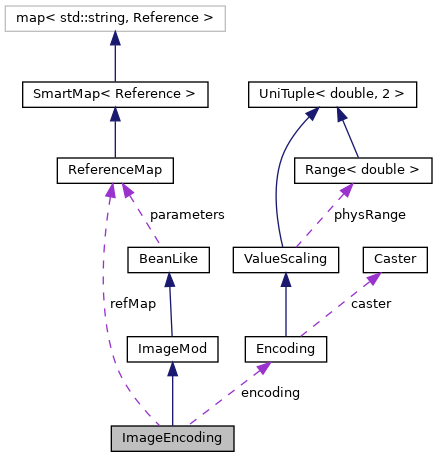 map< std::string, Reference >
SmartMap< Reference >
UniTuple< double, 2 >
ReferenceMap
Range< double >
parameters
physRange
BeanLike
ValueScaling
Caster
refMap
caster
ImageMod
Encoding
encoding
ImageEncoding